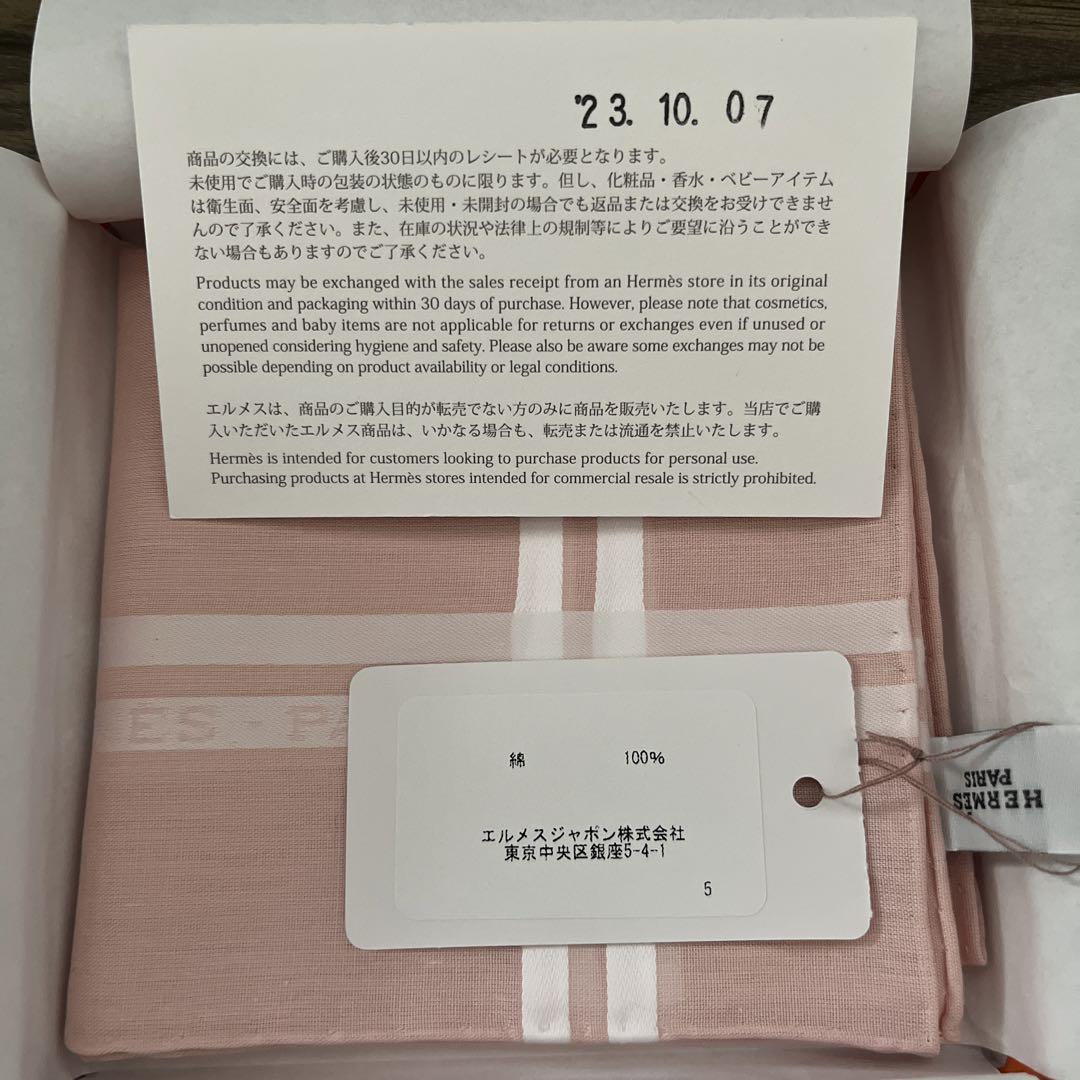 '23. 10. 07
商品の交換には、ご購入後30日以内のレシートが必要となります。
未使用でご購入時の包装の状態のものに限ります。但し、化粧品・香水・ベビーアイテム
は衛生面、安全面を考慮し、未使用・未開封の場合でも返品または交換をお受けできませ
んので了承ください。また、在庫の状況や法律上の規制等によりご要望に沿うことができ
ない場合もありますのでご了承ください。
Products may be exchanged with the sales receipt from an Hermès store in its original
condition and packaging within 30 days of purchase. However, please note that cosmetics,
perfumes and baby items are not applicable for returns or exchanges even if unused or
unopened considering hygiene and safety. Please also be aware some exchanges may not be
possible depending on product availability or legal conditions.
エルメスは、商品のご購入目的が転売でない方のみに商品を販売いたします。当店でご購
入いただいたエルメス商品は、いかなる場合も、転売または流通を禁止いたします。
Hermès is intended for customers looking to purchase products for personal use.
Purchasing products at Hermès stores intended for commercial resale is strictly prohibited.
ES - PA
綿 100%
エルメスジャポン株式会社
東京中央区銀座5-4-1
5
HERMÈS
PARIS